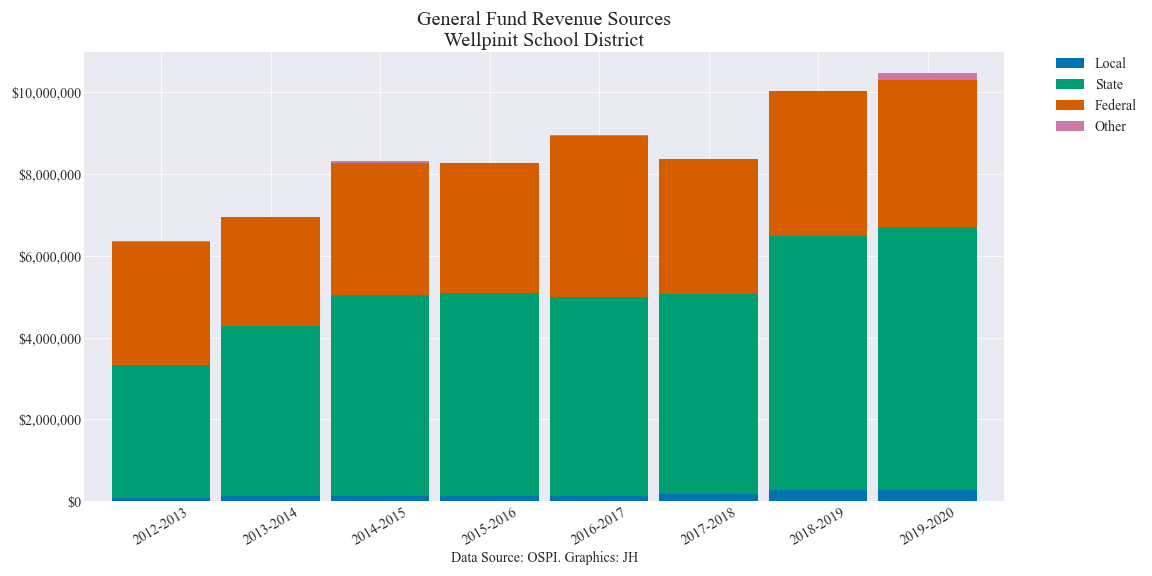 General Fund Revenue Sources
Wellpinit School District
Local
State
Federal
Other
$10,000,000
$8,000,000
$6,000,000
$4,000,000
$2,000,000
$0
2012-2013
2013-2014
2014-2015
2015-2016
2016-2017
2017-2018
2018-2019
2019-2020
Data Source: OSPI. Graphics: JH